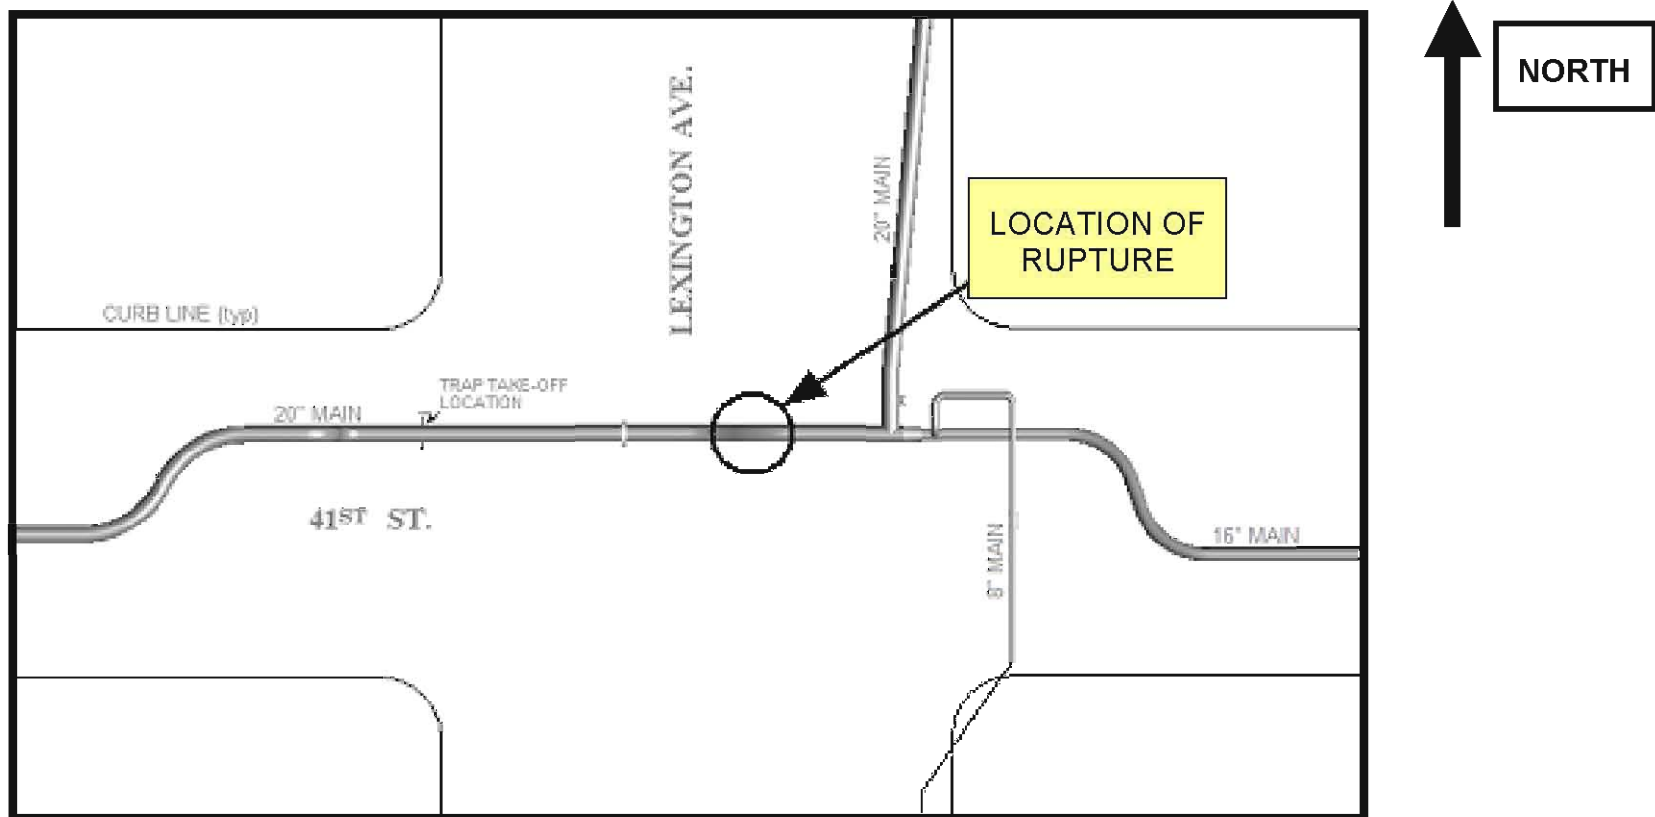 NORTH
LEXINGTON AVE.
20" MAIN
LOCATION OF
RUPTURE
CURB LINE (typ)
TRAP TAKE-OFF
LOCATION
20" MAIN
41ST ST.
8" MAIN
16" MAIN